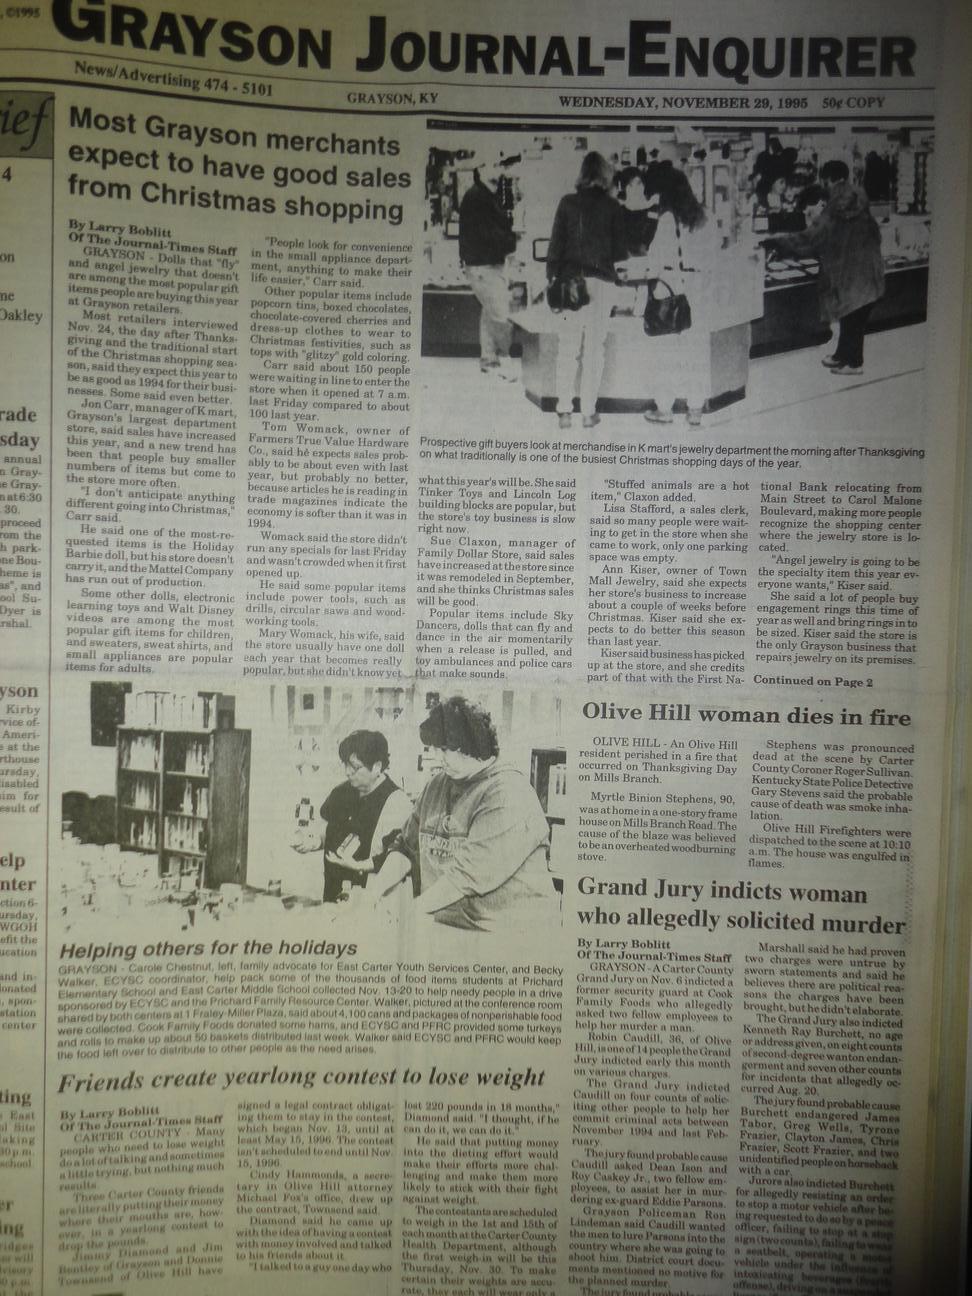 , ©1995
GRAYSON JOURNAL-ENQUIRER
News/Advertising 474 - 5101
GRAYSON, KY
WEDNESDAY, NOVEMBER 29, 1995 50¢ COPY
Most Grayson merchants
expect to have good sales
from Christmas shopping
By Larry Boblitt
Of The Journal-Times Staff
GRAYSON - Dolls that "fly"
and angel jewelry that doesn't
are among the most popular gift
items people are buying this year
at Grayson retailers.
Most retailers interviewed
Nov. 24, the day after Thanks-
giving and the traditional start
of the Christmas shopping sea-
son, said they expect this year to
be as good as 1994 for their busi-
nesses. Some said even better.
Jon Carr, manager of K mart,
Grayson's largest department
store, said sales have increased
this year, and a new trend has
been that people buy smaller
numbers of items but come to
the store more often.
"I don't anticipate anything
different going into Christmas,"
Carr said.
He said one of the most-re-
quested items is the Holiday
Barbie doll, but his store doesn't
carry it, and the Mattel Company
has run out of production.
Some other dolls, electronic
learning toys and Walt Disney
videos are among the most
popular gift items for children,
and sweaters, sweat shirts, and
small appliances are popular
items for adults.
"People look for convenience
in the small appliance depart-
ment, anything to make their
life easier," Carr said.
Other popular items include
popcorn tins, boxed chocolates,
chocolate-covered cherries and
dress-up clothes to wear to
Christmas festivities, such as
tops with "glitzy" gold coloring.
Carr said about 150 people
were waiting in line to enter the
store when it opened at 7 a.m.
last Friday compared to about
100 last year.
Tom Womack, owner of
Farmers True Value Hardware
Co., said he expects sales prob-
ably to be about even with last
year, but probably no better,
because articles he is reading in
trade magazines indicate the
economy is softer than it was in
1994.
Womack said the store didn't
run any specials for last Friday
and wasn't crowded when it first
opened up.
He said some popular items
include power tools, such as
drills, circular saws and wood-
working tools.
Mary Womack, his wife, said
the store usually have one doll
each year that becomes really
popular, but she didn't know yet
Prospective gift buyers look at merchandise in K mart's jewelry department the morning after Thanksgiving
on what traditionally is one of the busiest Christmas shopping days of the year.
what this year's will be. She said
Tinker Toys and Lincoln Log
building blocks are popular, but
the store's toy business is slow
right now.
Sue Claxon, manager of
Family Dollar Store, said sales
have increased at the store since
it was remodeled in September,
and she thinks Christmas sales
will be good.
Popular items include Sky
Dancers, dolls that can fly and
dance in the air momentarily
when a release is pulled, and
toy ambulances and police cars
that make sounds.
"Stuffed animals are a hot
item," Claxon added.
Lisa Stafford, a sales clerk,
said so many people were wait-
ing to get in the store when she
came to work, only one parking
space was empty.
Ann Kiser, owner of Town
Mall Jewelry, said she expects
her store's business to increase
about a couple of weeks before
Christmas. Kiser said she ex-
pects to do better this season
than last year.
Kiser said business has picked
up at the store, and she credits
part of that with the First Na-
tional Bank relocating from
Main Street to Carol Malone
Boulevard, making more people
recognize the shopping center
where the jewelry store is lo-
cated.
"Angel jewelry is going to be
the specialty item this year ev-
eryone wants," Kiser said.
She said a lot of people buy
engagement rings this time of
year as well and bring rings in to
be sized. Kiser said the store is
the only Grayson business that
repairs jewelry on its premises.
Continued on Page 2
Helping others for the holidays
GRAYSON - Carole Chestnut, left, family advocate for East Carter Youth Services Center, and Becky
Walker, ECYSC coordinator, help pack some of the thousands of food items students at Prichard
Elementary School and East Carter Middle School collected Nov. 13-20 to help needy people in a drive
sponsored by ECYSC and the Prichard Family Resource Center. Walker, pictured at the conference room
shared by both centers at 1 Fraley Miller Plaza, said about 4,100 cans and packages of nonperishable food
were collected. Cook Family Foods donated some hams, and ECYSC and PFRC provided some turkeys
and rolls to make up about 50 baskets distributed last week. Walker said ECYSC and PFRC would keep
the food left over to distribute to other people as the need arises.
Olive Hill woman dies in fire
OLIVE HILL - An Olive Hill
resident perished in a fire that
occurred on Thanksgiving Day
on Mills Branch.
Myrtle Binion Stephens, 90,
was at home in a one-story frame
house on Mills Branch Road. The
cause of the blaze was believed
to be an overheated woodburning
stove.
Stephens was pronounced
dead at the scene by Carter
County Coroner Roger Sullivan.
Kentucky State Police Detective
Gary Stevens said the probable
cause of death was smoke inha-
lation.
Olive Hill Firefighters were
dispatched to the scene at 10:10
a.m. The house was engulfed in
flames.
Grand Jury indicts woman
who allegedly solicited murder
By Larry Boblitt
Of The Journal-Times Staff
GRAYSON - A Carter County
Grand Jury on Nov. 6 indicted a
former security guard at Cook
Family Foods who allegedly
asked two fellow employees to
help her murder a man.
Robin Caudill, 36, of Olive
Hill, is one of 14 people the Grand
Jury indicted early this month
on various charges.
The Grand Jury indicted
Caudill on four counts of solic-
iting other people to help her
commit criminal acts between
November 1994 and last Feb-
ruary.
The jury found probable cause
Caudill asked Dean Ison and
Roy Caskey Jr., two fellow em-
ployees, to assist her in mur-
dering ex-guard Eddie Parsons.
Grayson Policeman Ron
Lindeman said Caudill wanted
the men to lure Parsons into the
country where she was going to
shoot him. District court docu-
ments mentioned no motive for
the planned murder.
The jury found probable cause
Marshall said he had proven
two charges were untrue by
sworn statements and said he
believes there are political rea-
sons the charges have been
brought, but he didn't elaborate.
The Grand Jury also indicted
Kenneth Ray Burchett, no age
or address given, on eight counts
of second-degree wanton endan-
germent and seven other counts
for incidents that allegedly oc-
curred Aug. 20.
The jury found probable cause
Burchett endangered James
Tabor, Greg Wells, Tyrone
Frazier, Clayton James, Chris
Frazier, Scott Frazier, and two
unidentified people on horseback
with a car.
Jurors also indicted Burchett
for allegedly resisting an order
to stop a motor vehicle after be-
ing requested to do so by a peace
officer, failing to stop at a stop
sign (two counts), failing to wear
a seatbelt, operating a motor
vehicle under the influence of
intoxicating beverages
Friends create yearlong contest to lose weight
By Larry Boblitt
Of The Journal-Times Staff
CARTER COUNTY - Many
people who need to lose weight
do a lot of talking and sometimes
a little trying, but nothing much
results.
Three Carter County friends
are literally putting their money
where their mouths are, how-
ever, in a yearlong contest to
drop the pounds.
Jimmy Diamond and Jim
Bentley of Grayson and Donnie
Townsend of Olive Hill have
signed a legal contract obligat-
ing them to stay in the contest,
which began Nov. 13, until at
least May 15, 1996. The contest
isn't scheduled to end until Nov.
15, 1996.
Cindy Hammonds, a secre-
tary in Olive Hill attorney
Michael Fox's office, drew up
the contract, Townsend said.
Diamond said he came up
with the idea of having a contest
with money involved and talked
to his friends about it.
"I talked to a guy one day who
lost 220 pounds in 18 months,"
Diamond said. "I thought, if he
can do it, we can do it."
He said that putting money
into the dieting effort would
make their efforts more chal-
lenging and make them more
likely to stick with their fight
against weight.
The contestants are scheduled
to weigh in the 1st and 15th of
each month at the Carter County
Health Department, although
the first weigh-in will be this
Thursday, Nov. 30. To make
certain their weights are accu-
rate, they each will wear only a